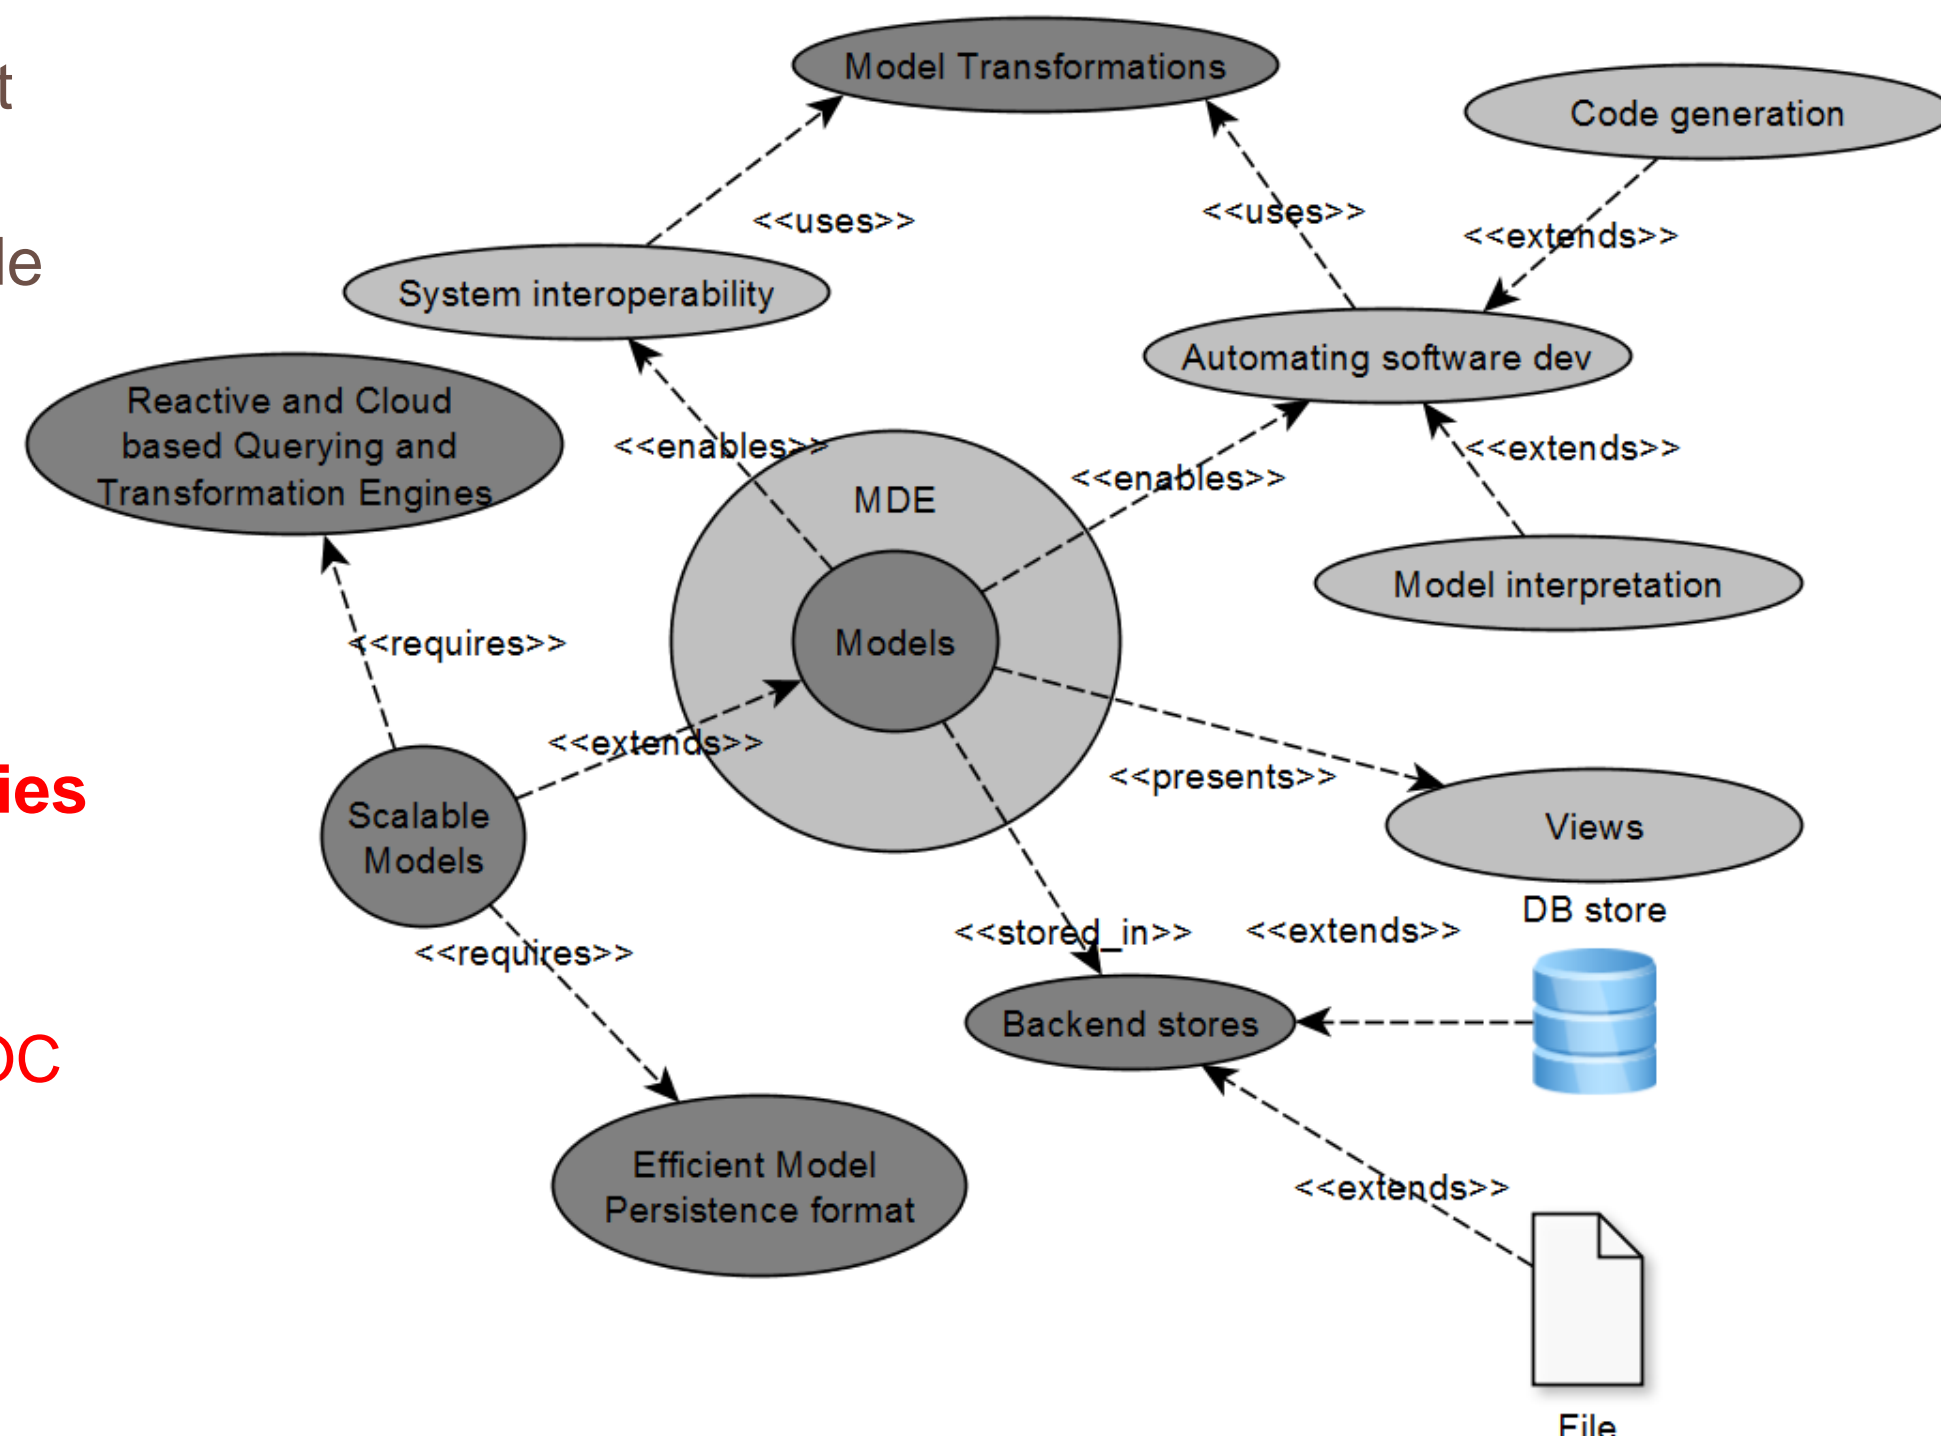 t
le
ies
OC
Model Transformations
Code generation
<<uses>>
<<uses>>
<<extends>>
System interoperability
Automating software dev
Reactive and Cloud
based Querying and
Transformation Engines
<<enables>>
<<enables>>
<<extends>>
MDE
Model interpretation
Models
<<requires>>
<<extends>>
<<presents>>
Scalable
Models
Views
DB store
<<requires>>
<<stored_in>>
<<extends>>
Backend stores
Efficient Model
Persistence format
<<extends>>
File